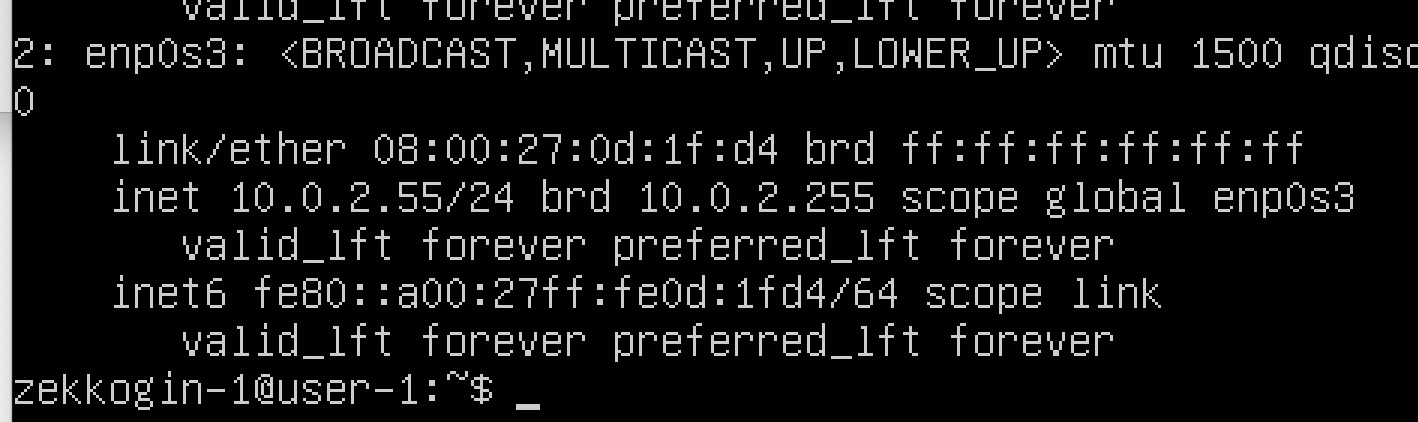 valid_lft forever preferred_lft forever
2: enp0s3: <BROADCAST,MULTICAST,UP,LOWER_UP> mtu 1500 qdisc
0
link/ether 08:00:27:0d:1f:d4 brd ff:ff:ff:ff:ff:ff
inet 10.0.2.55/24 brd 10.0.2.255 scope global enp0s3
valid_lft forever preferred_lft forever
inet6 fe80::a00:27ff:fe0d:1fd4/64 scope link
valid_lft forever preferred_lft forever
zekkogin-1@user-1:~$ _